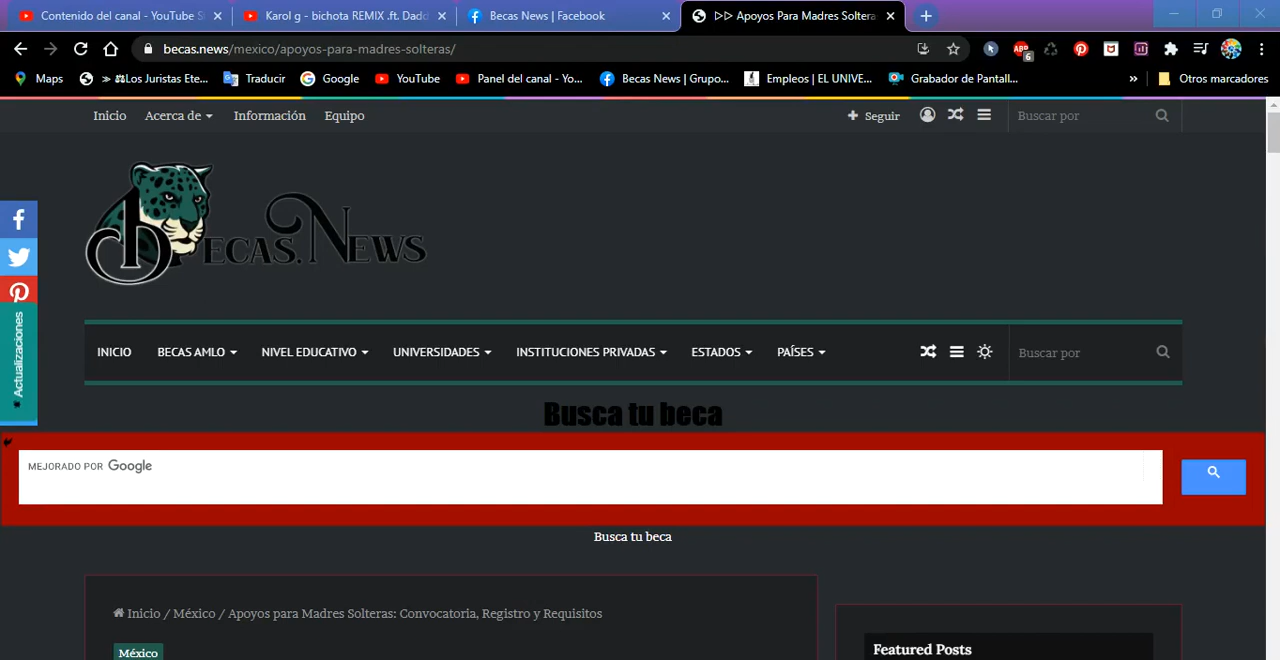 Contenido del canal - YouTube S
Karol g - bichota REMIX .ft. Dadd
Becas News | Facebook
▷▷ Apoyos Para Madres Soltera
becas.news/mexico/apoyos-para-madres-solteras/
ABP
6
Maps
> ⚖Los Juristas Ete...
Traducir
Google
YouTube
Panel del canal - Yo...
Becas News | Grupo...
Empleos | EL UNIVE...
Grabador de Pantall...
»
Otros marcadores
Inicio
Acerca de
Información
Equipo
+ Seguir
Buscar por
BECAS.NEWS
Actualizaciones
INICIO
BECAS AMLO
NIVEL EDUCATIVO
UNIVERSIDADES
INSTITUCIONES PRIVADAS
ESTADOS
PAÍSES
Buscar por
Busca tu beca
MEJORADO POR Google
Busca tu beca
Inicio / México / Apoyos para Madres Solteras: Convocatoria, Registro y Requisitos
México
Featured Posts